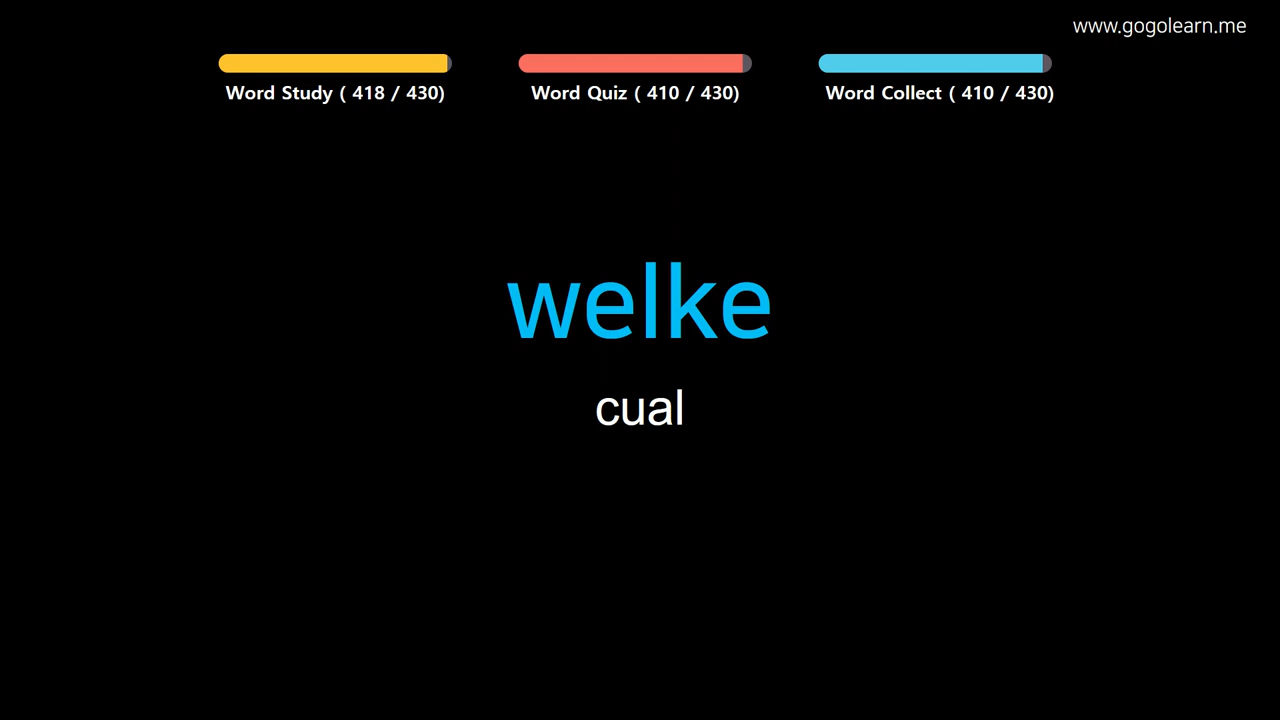 www.gogolearn.me
Word Study ( 418 / 430)
Word Quiz ( 410 / 430)
Word Collect ( 410 / 430)
welke
cual